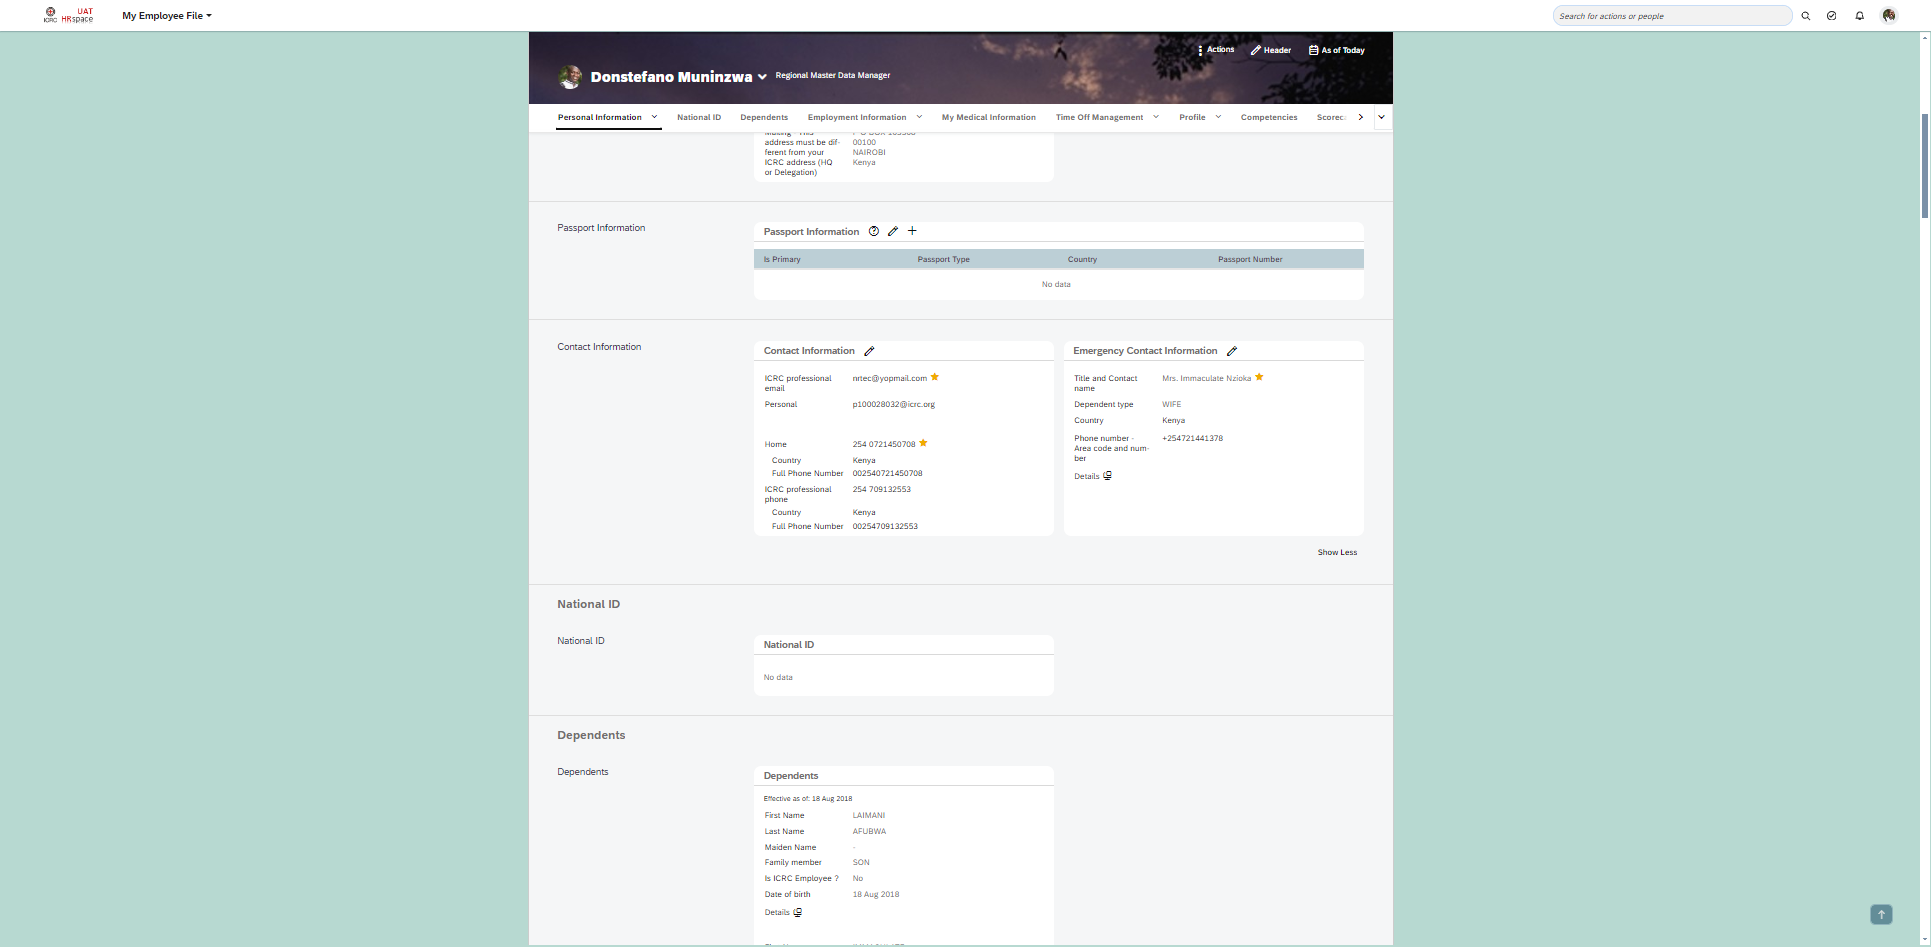 ICRC
UAT
HRspace
My Employee File
Search for actions or people
Actions
Header
As of Today
Donstefano Muninzwa
Regional Master Data Manager
Personal Information
National ID
Dependents
Employment Information
My Medical Information
Time Off Management
Profile
Competencies
Scorec
address must be dif-
ferent from your
ICRC address (HQ
or Delegation)
00100
NAIROBI
Kenya
Passport Information
Passport Information
Is Primary
Passport Type
Country
Passport Number
No data
Contact Information
Contact Information
ICRC professional
email
nrtec@yopmail.com
Personal
p100028032@icrc.org
Home
254 0721450708
Country
Kenya
Full Phone Number
002540721450708
ICRC professional
phone
254 709132553
Country
Kenya
Full Phone Number
00254709132553
Emergency Contact Information
Title and Contact
name
Mrs. Immaculate Nzioka
Dependent type
WIFE
Country
Kenya
Phone number -
Area code and num-
ber
+254721441378
Details
Show Less
National ID
National ID
National ID
No data
Dependents
Dependents
Dependents
Effective as of: 18 Aug 2018
First Name
LAIMANI
Last Name
AFUBWA
Maiden Name
-
Family member
SON
Is ICRC Employee ?
No
Date of birth
18 Aug 2018
Details